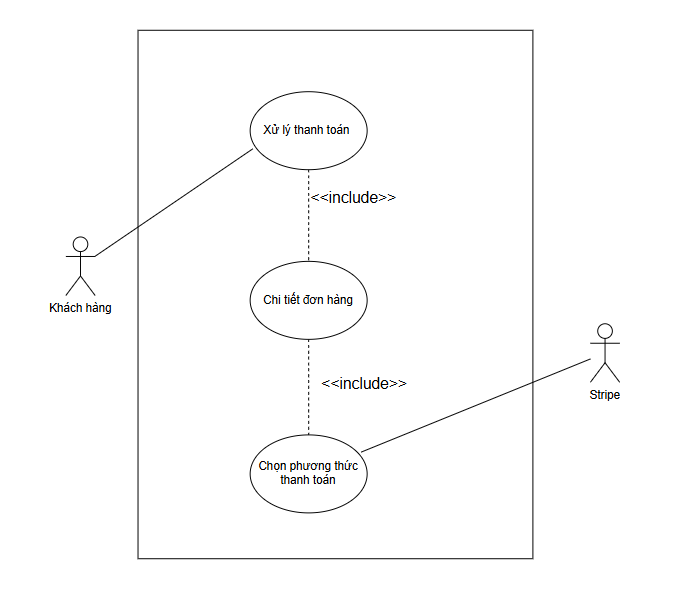 Xử lý thanh toán
<<include>>
Khách hàng
Chi tiết đơn hàng
<<include>>
Stripe
Chọn phương thức
thanh toán